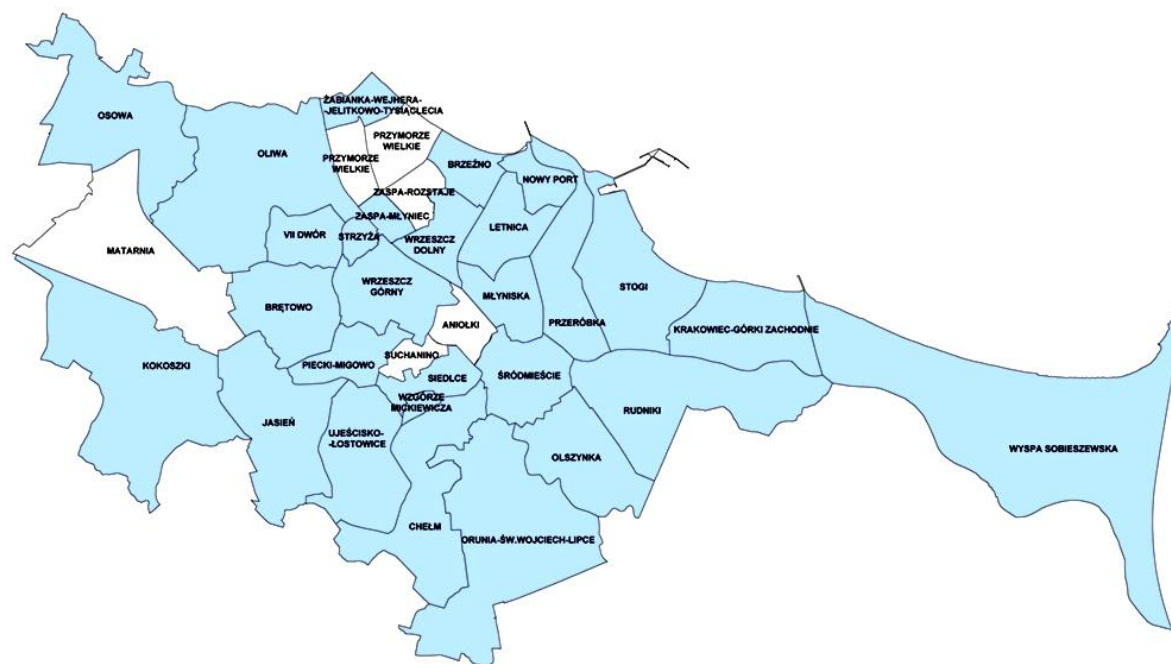 ŻABIANKA-WEJHERA-
-JELITKOWO-TYSIĄCLECIA
OSOWA
PRZYMORZE
WIELKIE
OLIWA
PRZYMORZE
WIELKIE
BRZEŹNO
NOWY PORT
ZASPA-ROZSTAJE
ZASPA-MŁYNIEC
LETNICA
VII DWÓR
STRZYŻA
WRZESZCZ
DOLNY
MATARNIA
WRZESZCZ
GÓRNY
STOGI
BRĘTOWO
MŁYNISKA
ANIOŁKI
PRZERÓBKA
KRAKOWIEC-GÓRKI ZACHODNIE
SUCHANINO
KOKOSZKI
PIECKI-MIGOWO
SIEDLCE
ŚRÓDMIEŚCIE
WZGÓRZE
MICKIEWICZA
RUDNIKI
JASIEŃ
UJEŚCISKO-
-ŁOSTOWICE
WYSPA SOBIESZEWSKA
OLSZYNKA
CHEŁM
ORUNIA-ŚW.WOJCIECH-LIPCE